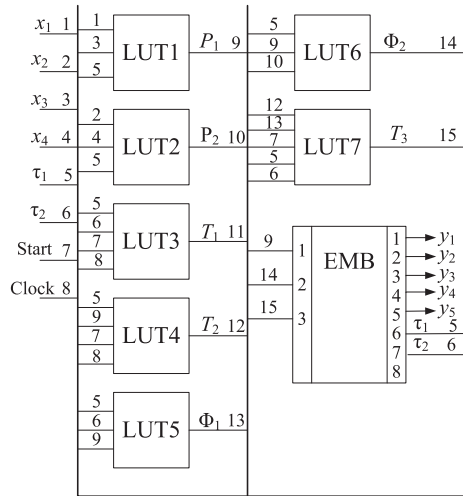 x1 1
x2 2
x3 3
x4 4
τ1 5
τ2 6
Start 7
Clock 8
1
3
5
LUT1
P1 9
2
4
5
LUT2
P2 10
5
6
7
8
LUT3
T1 11
5
9
7
8
LUT4
T2 12
5
6
9
LUT5
Φ1 13
5
9
10
LUT6
Φ2 14
12
13
7
5
6
LUT7
T3 15
9
14
15
1
2
3
EMB
1 y1
2 y2
3 y3
4 y4
5 y5
6 τ1 5
7 τ2 6
8